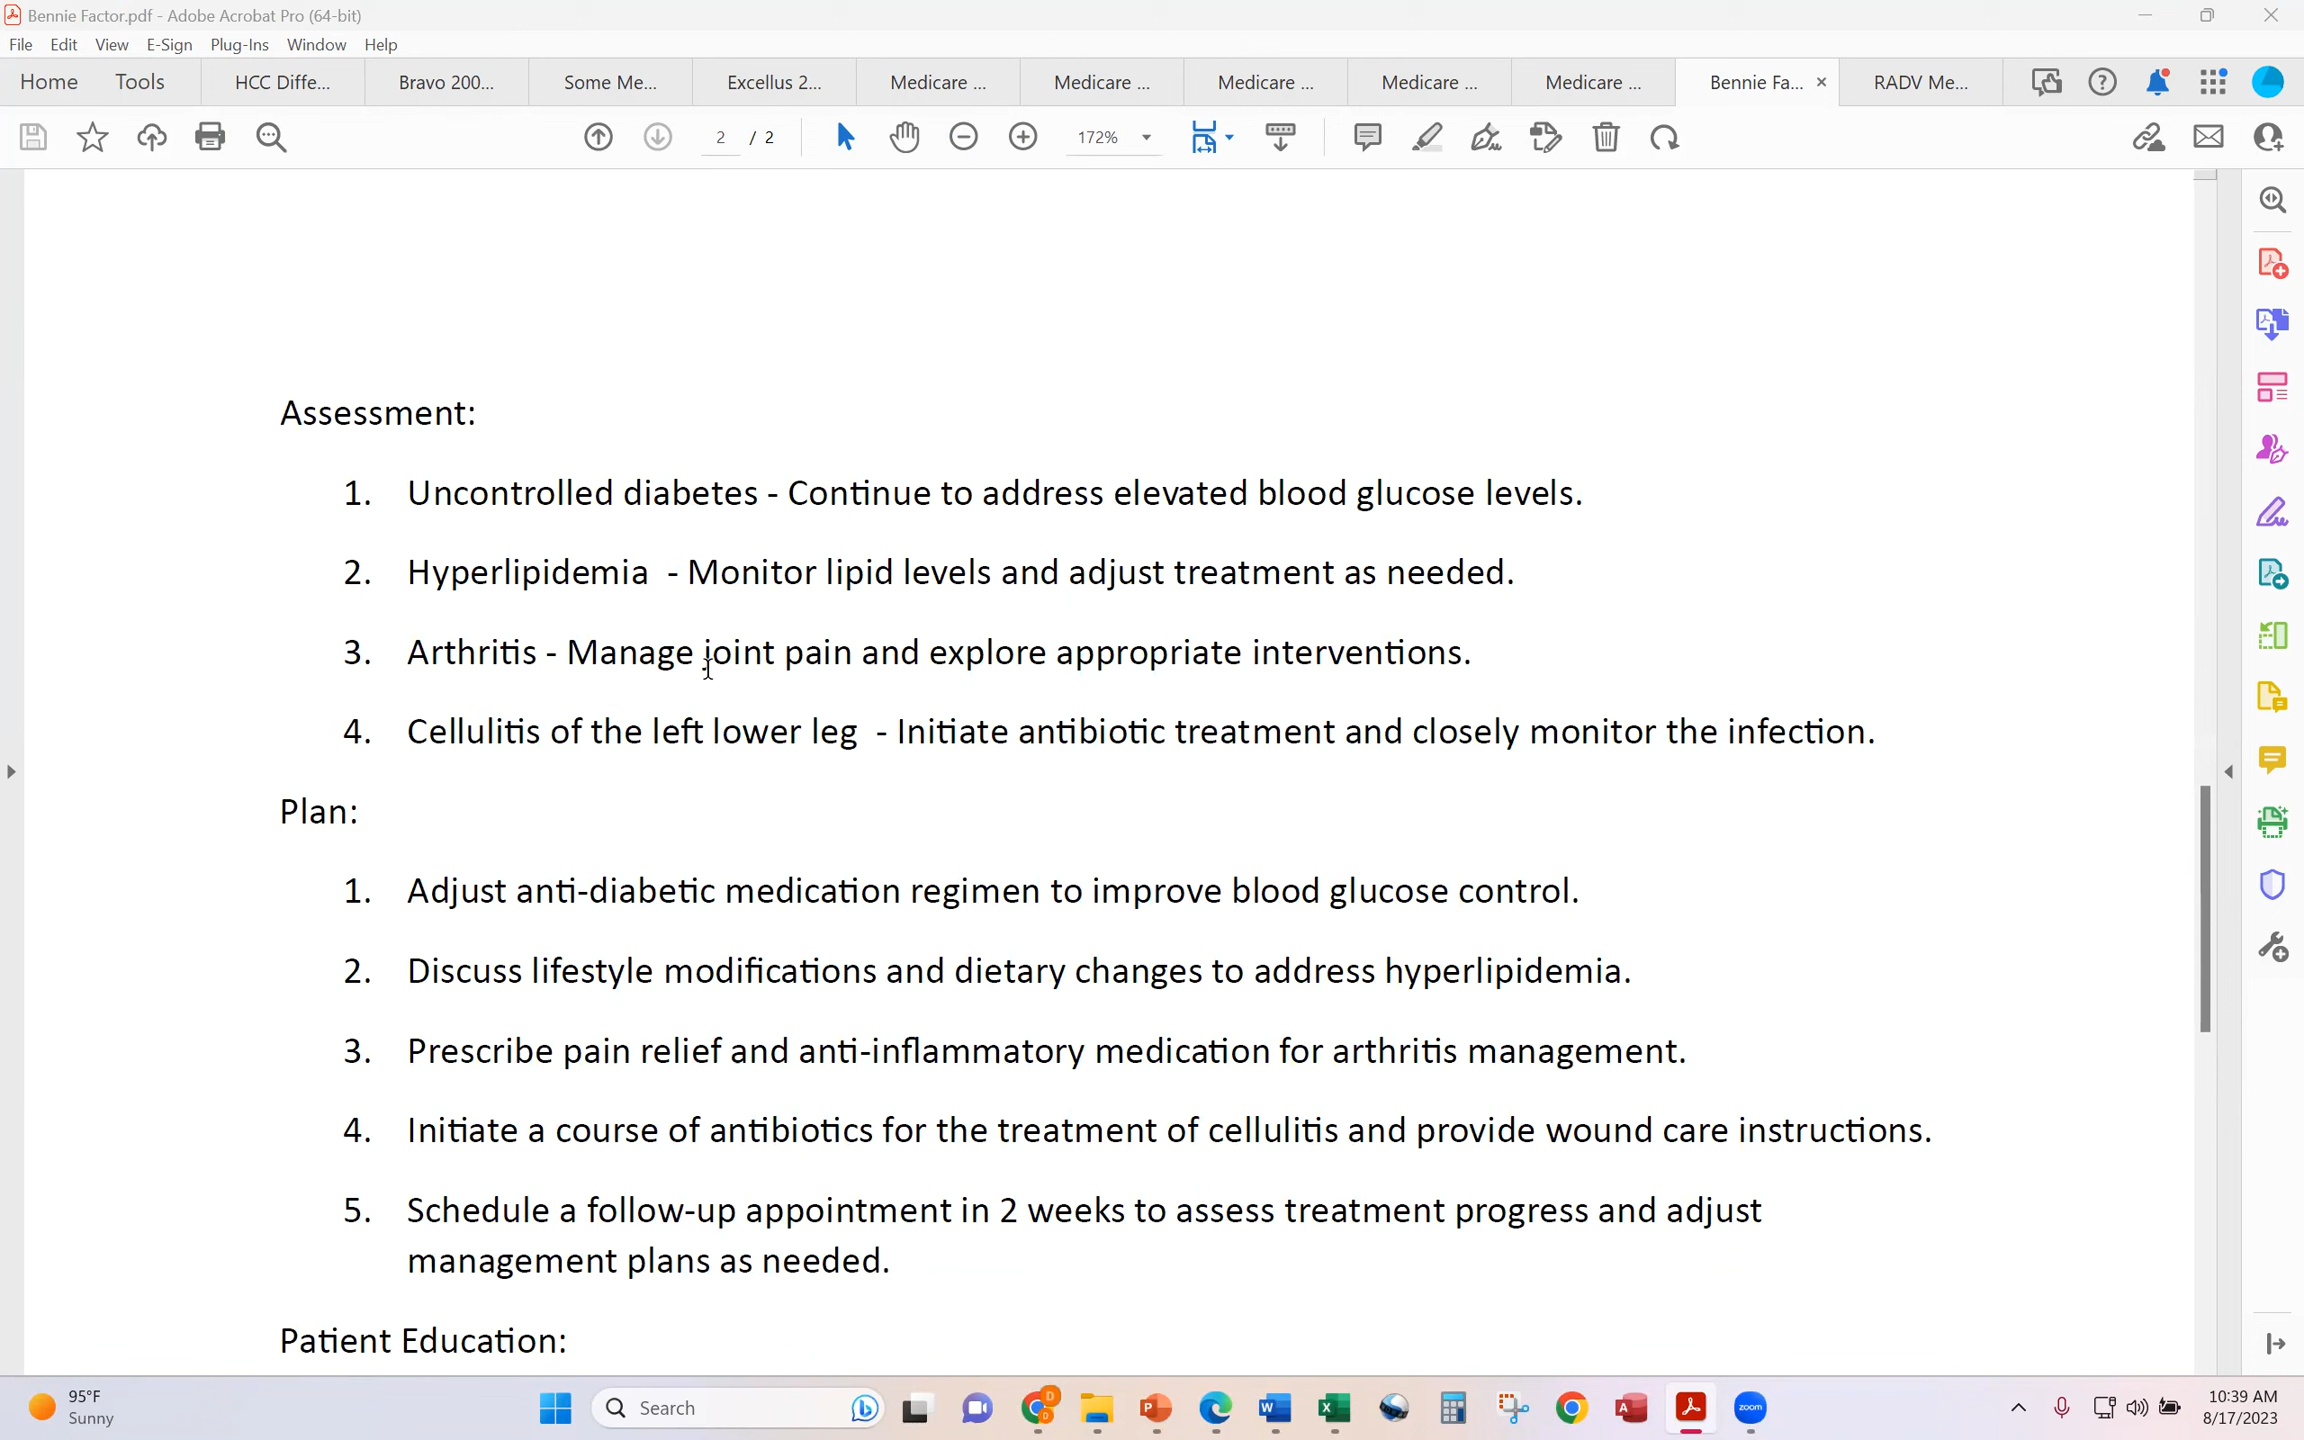 Bennie Factor.pdf - Adobe Acrobat Pro (64-bit)
File Edit View E-Sign Plug-Ins Window Help
Home Tools HCC Diffe... Bravo 200... Some Me... Excellus 2... Medicare ... Medicare ... Medicare ... Medicare ... Medicare ... Bennie Fa... × RADV Me...
2 / 2 172%
Assessment:
1. Uncontrolled diabetes - Continue to address elevated blood glucose levels.
2. Hyperlipidemia - Monitor lipid levels and adjust treatment as needed.
3. Arthritis - Manage joint pain and explore appropriate interventions.
4. Cellulitis of the left lower leg - Initiate antibiotic treatment and closely monitor the infection.
Plan:
1. Adjust anti-diabetic medication regimen to improve blood glucose control.
2. Discuss lifestyle modifications and dietary changes to address hyperlipidemia.
3. Prescribe pain relief and anti-inflammatory medication for arthritis management.
4. Initiate a course of antibiotics for the treatment of cellulitis and provide wound care instructions.
5. Schedule a follow-up appointment in 2 weeks to assess treatment progress and adjust
management plans as needed.
Patient Education:
95°F
Sunny
Search
zoom
10:39 AM
8/17/2023